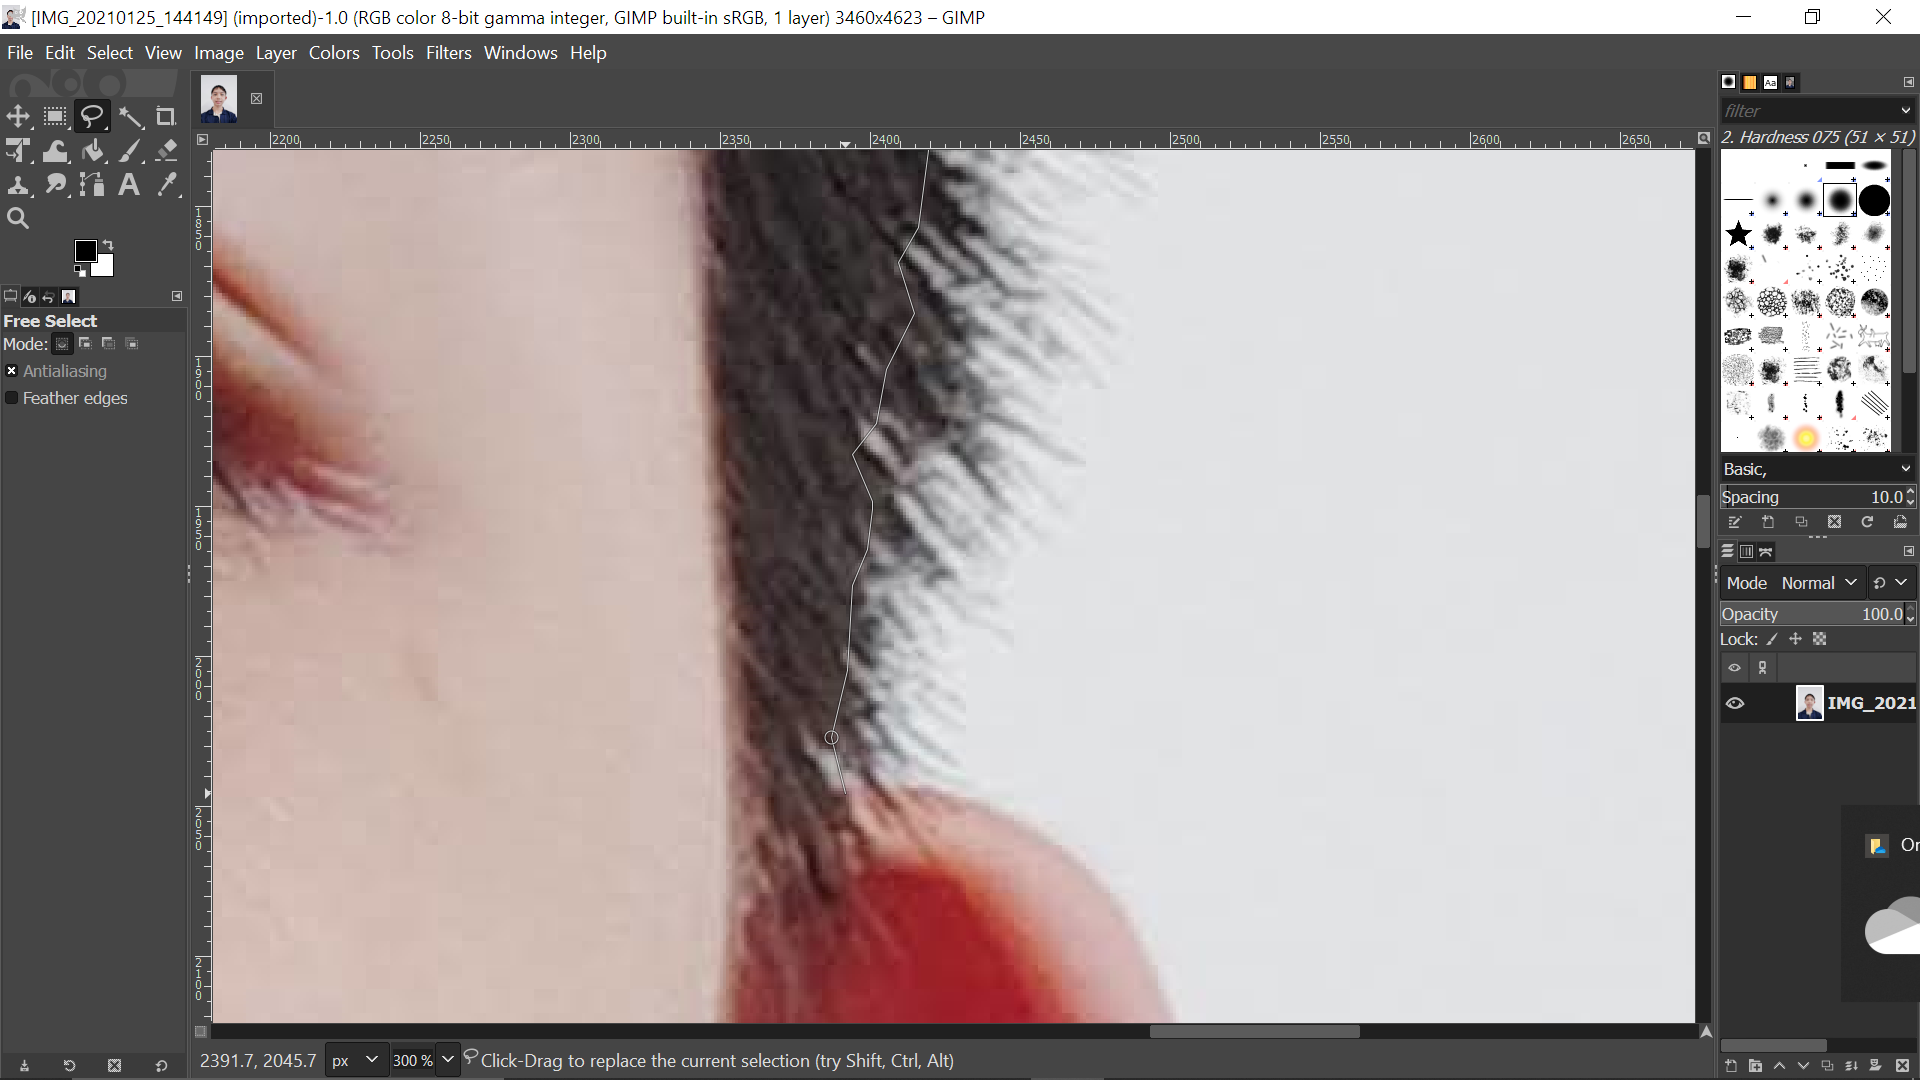 [IMG_20210125_144149] (imported)-1.0 (RGB color 8-bit gamma integer, GIMP built-in sRGB, 1 layer) 3460x4623 – GIMP
File Edit Select View Image Layer Colors Tools Filters Windows Help
2200 2250 2300 2350 2400 2450 2500 2550 2600 2650
1850
1900
1950
2000
2050
2100
A
Free Select
Mode:
Antialiasing
Feather edges
Aa
filter
2. Hardness 075 (51 × 51)
Basic,
Spacing 10.0
Mode Normal
Opacity 100.0
Lock:
IMG_2021
On
2391.7, 2045.7 px 300 % Click-Drag to replace the current selection (try Shift, Ctrl, Alt)